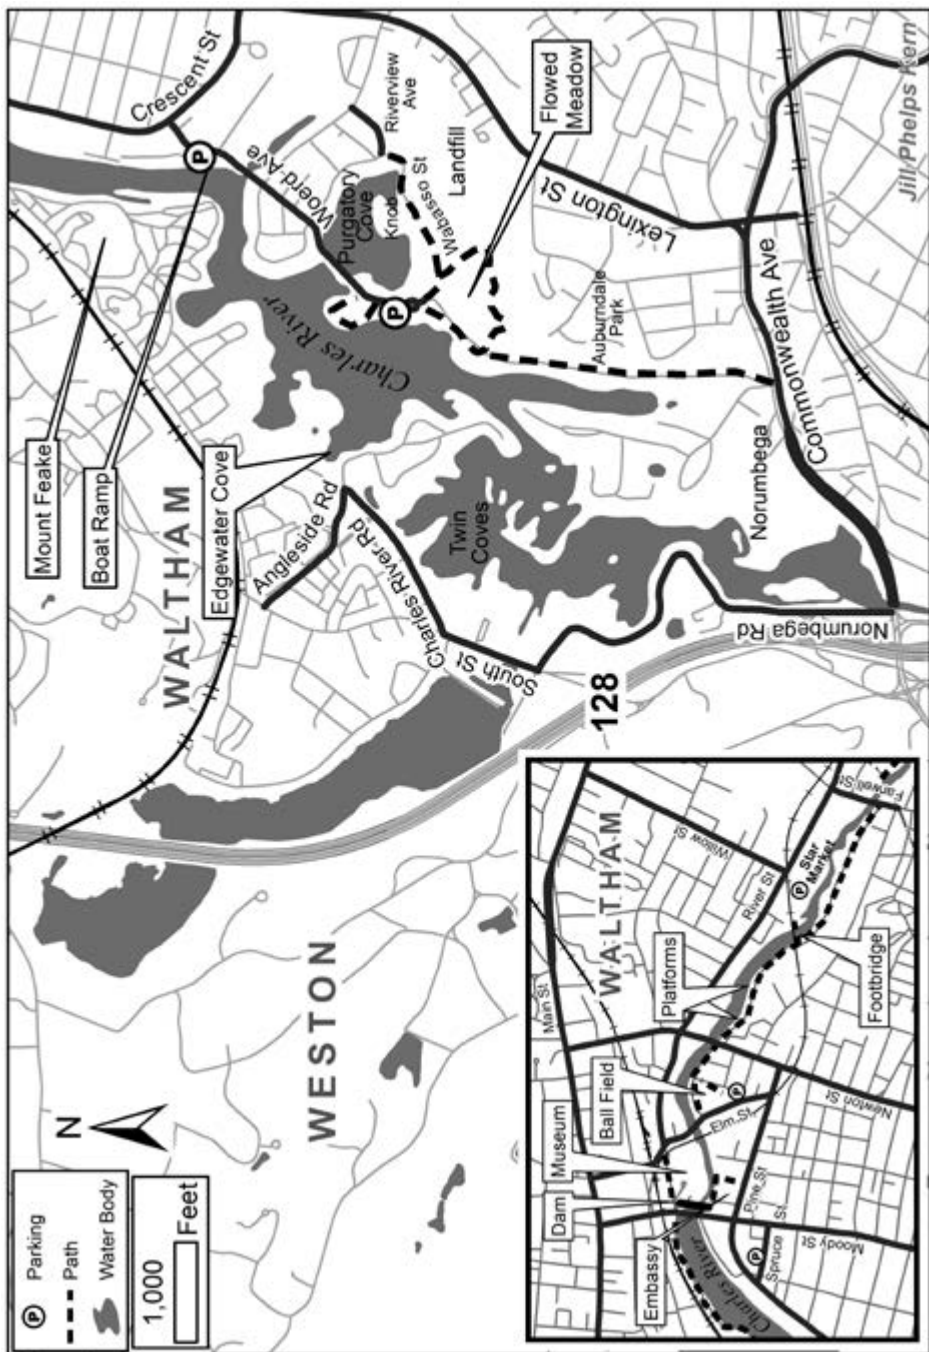 Parking
Path
Water Body
1,000
Feet
N
WESTON
WALTHAM
Mount Feake
Boat Ramp
Edgewater Cove
Angleside Rd
Charles River Rd
South St
128
Norumbega Rd
Twin
Coves
Charles River
Crescent St
P
Woerd Ave
Purgatory
Cove
Knob
Riverview
Ave
Wabasso St
Landfill
P
Flowed
Meadow
Lexington St
Auburndale
Park
Norumbega
Commonwealth Ave
Jill Phelps Kern
Main St
WALTHAM
Willow St
River St
P
Star
Market
Farwell St
Footbridge
Platforms
Ball Field
Museum
Dam
Embassy
Elm St
P
Newton St
Pine St
Spruce St
P
Moody St
Charles River